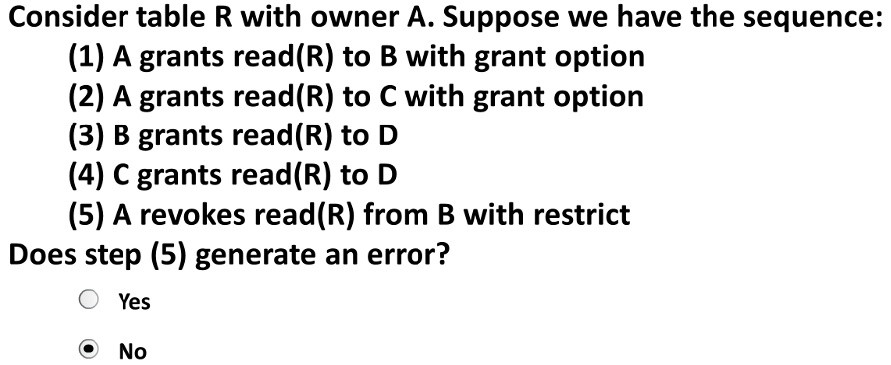 Consider table R with owner A. Suppose we have the sequence:
(1) A grants read(R) to B with grant option
(2) A grants read(R) to C with grant option
(3) B grants read(R) to D
(4) C grants read(R) to D
(5) A revokes read(R) from B with restrict
Does step (5) generate an error?
Yes
No